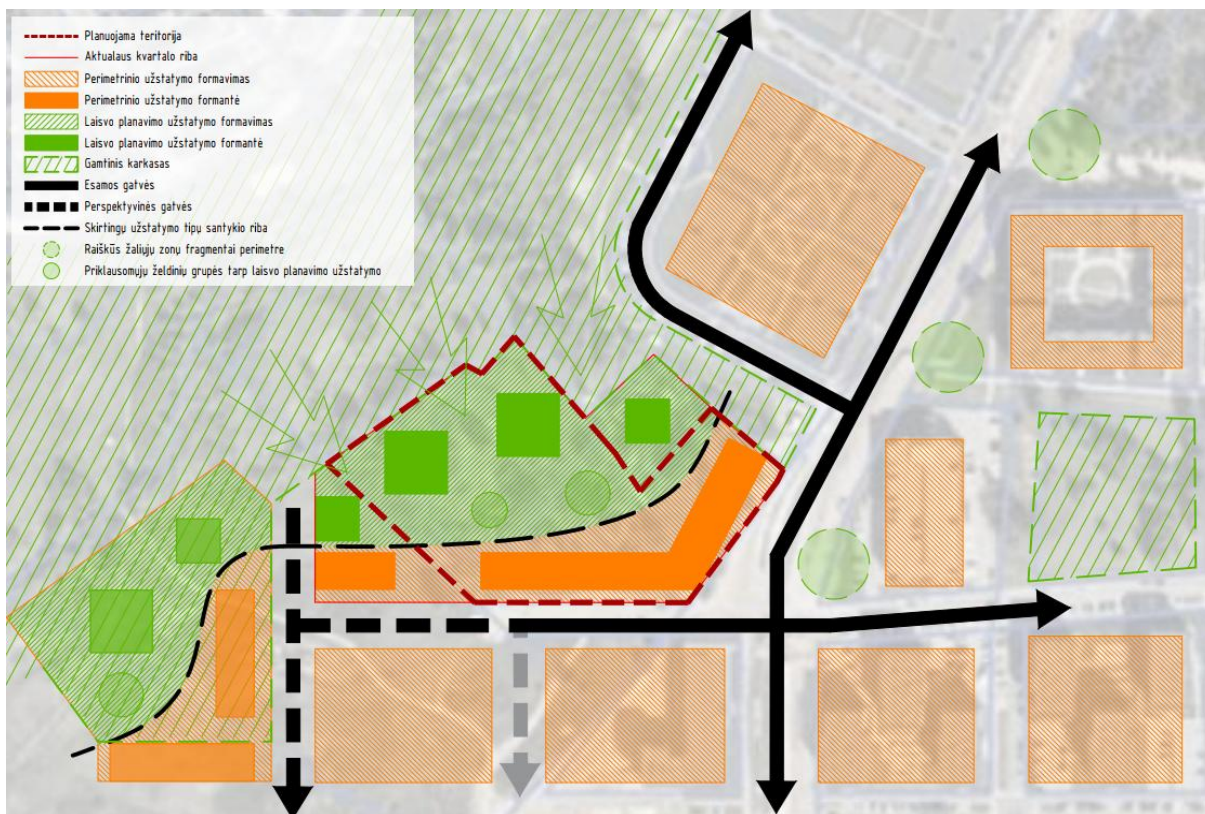 Planuojama teritorija
Aktualaus kvartalo riba
Perimetrinio užstatymo formavimas
Perimetrinio užstatymo formantė
Laisvo planavimo užstatymo formavimas
Laisvo planavimo užstatymo formantė
Gamtinis karkasas
Esamos gatvės
Perspektyvinės gatvės
Skirtingų užstatymo tipų santykio riba
Raiškūs žaliųjų zonų fragmentai perimetre
Priklausomųjų želdinių grupės tarp laisvo planavimo užstatymo